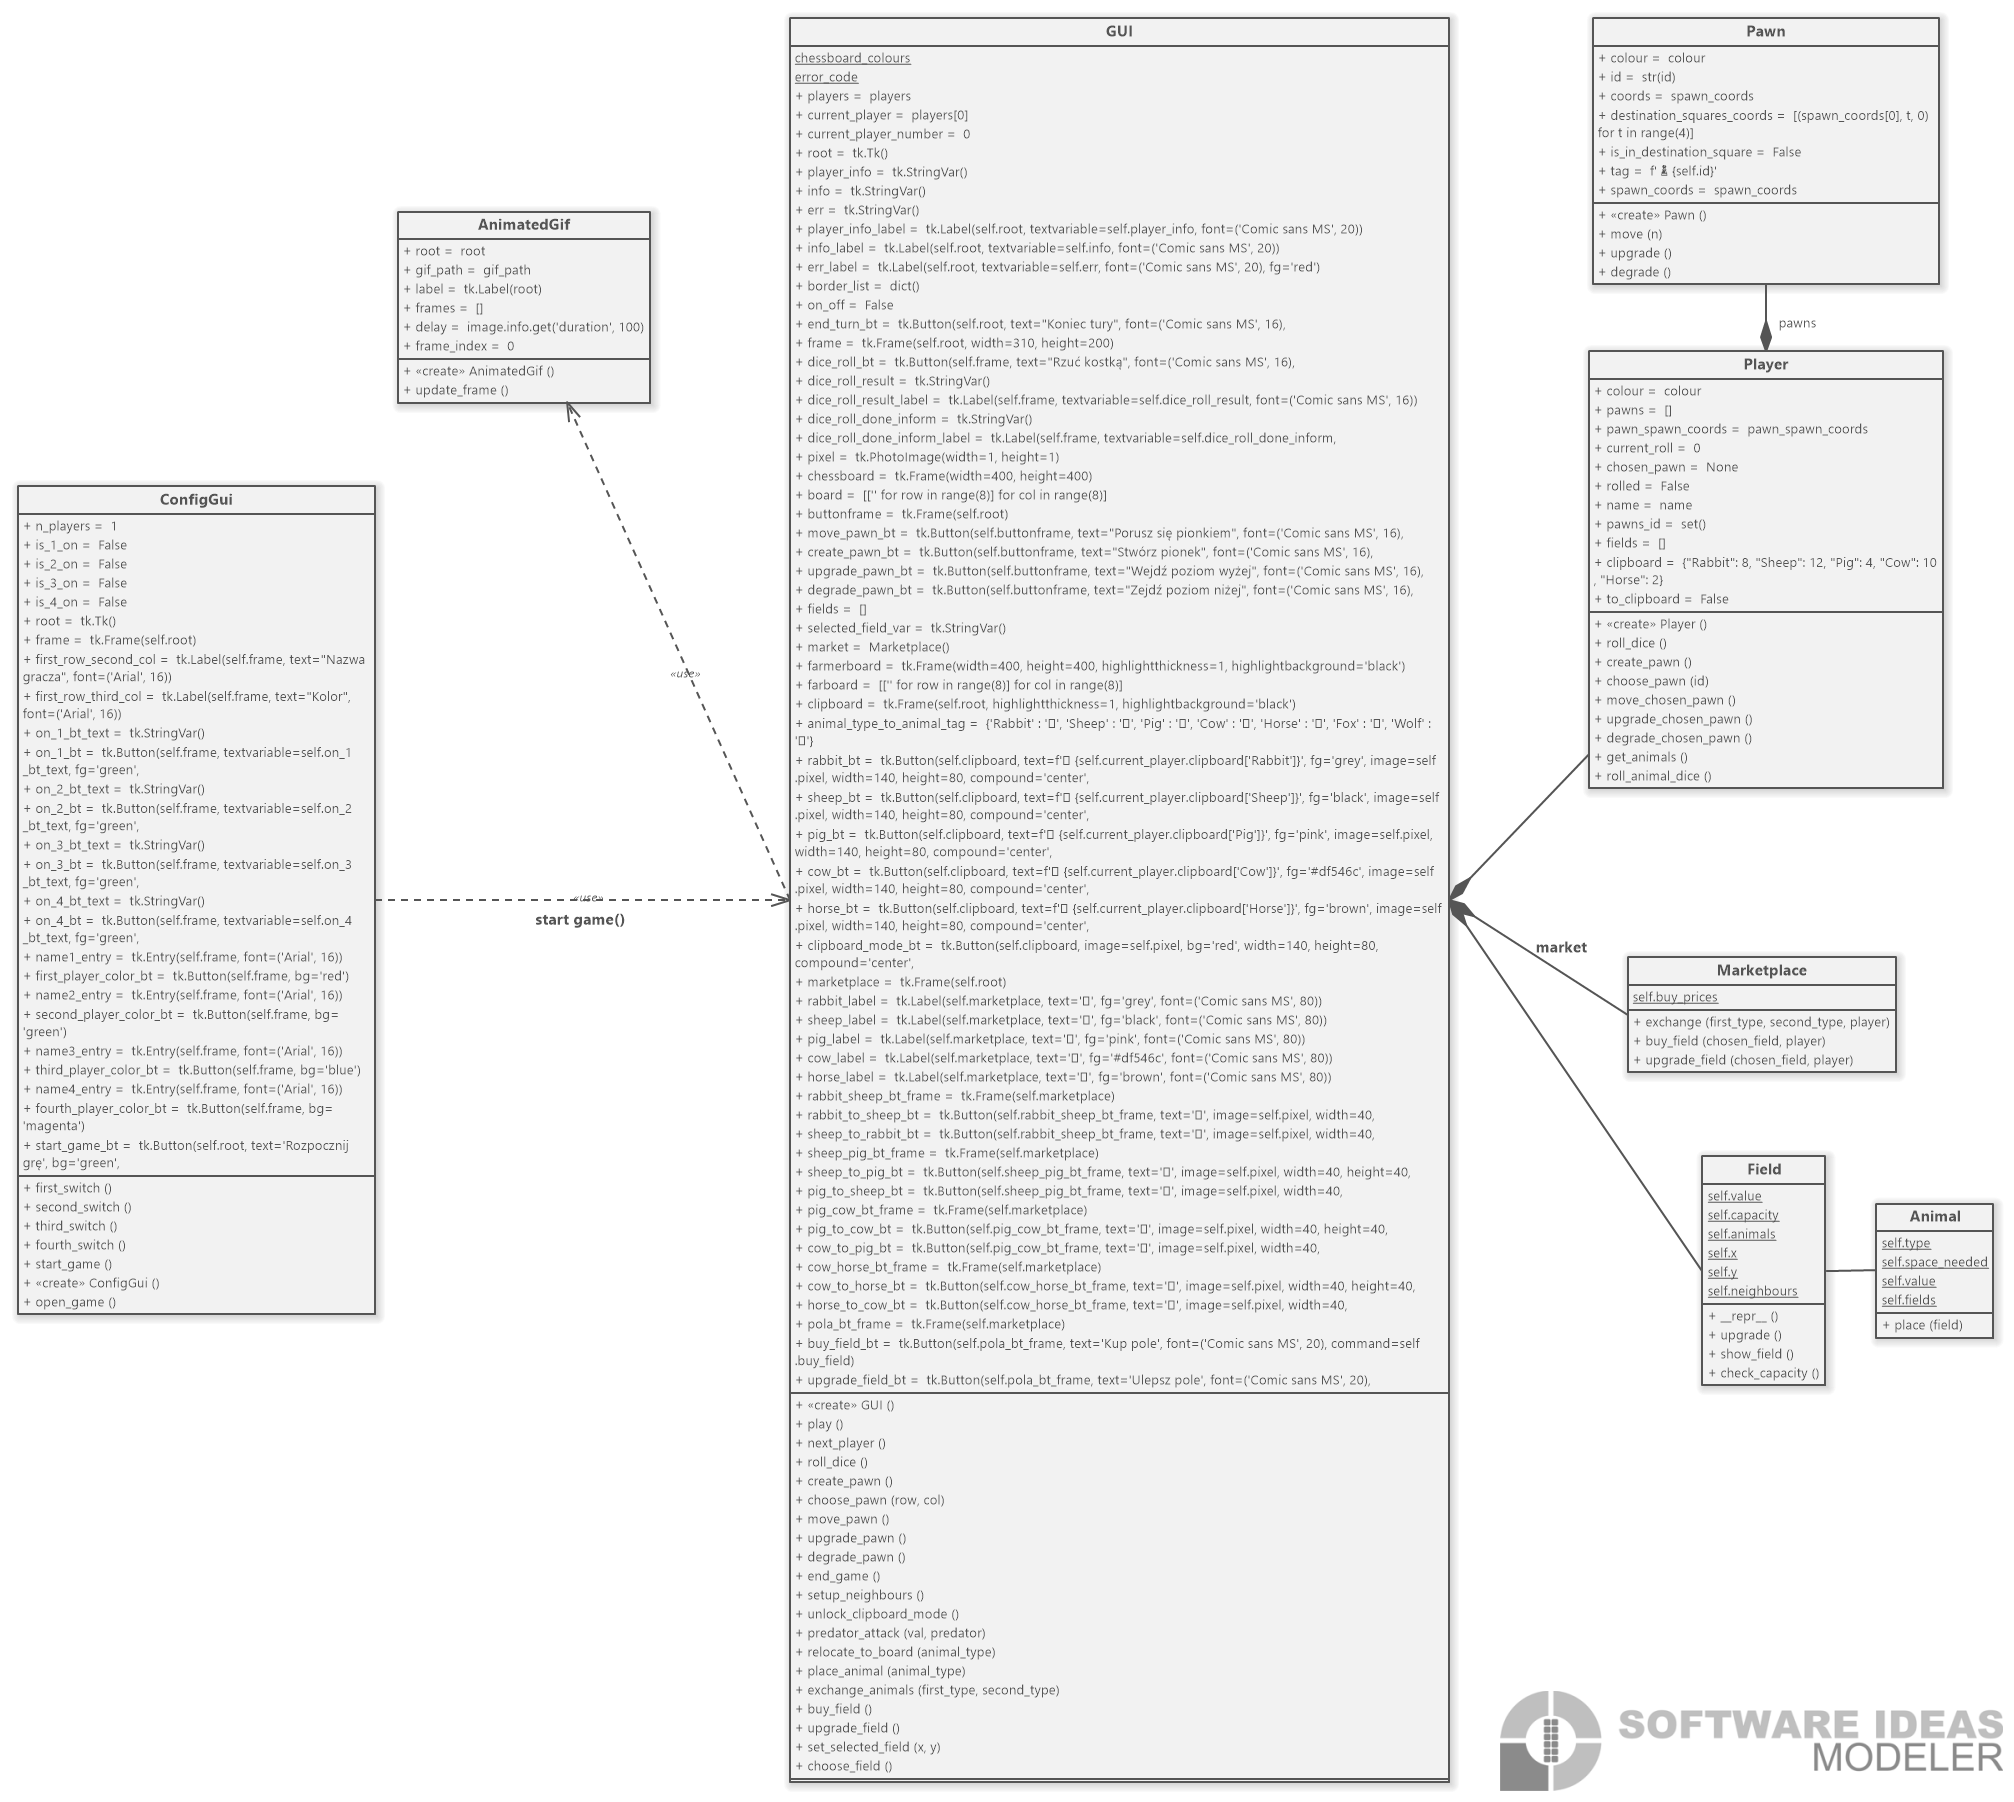 GUI
chessboard_colours
error_code
+ players =  players
+ current_player =  players[0]
+ current_player_number =  0
+ root =  tk.Tk()
+ player_info =  tk.StringVar()
+ info =  tk.StringVar()
+ err =  tk.StringVar()
+ player_info_label =  tk.Label(self.root, textvariable=self.player_info, font=('Comic sans MS', 20))
+ info_label =  tk.Label(self.root, textvariable=self.info, font=('Comic sans MS', 20))
+ err_label =  tk.Label(self.root, textvariable=self.err, font=('Comic sans MS', 20), fg='red')
+ border_list =  dict()
+ on_off =  False
+ end_turn_bt =  tk.Button(self.root, text="Koniec tury", font=('Comic sans MS', 16),
+ frame =  tk.Frame(self.root, width=310, height=200)
+ dice_roll_bt =  tk.Button(self.frame, text="Rzuć kostką", font=('Comic sans MS', 16),
+ dice_roll_result =  tk.StringVar()
+ dice_roll_result_label =  tk.Label(self.frame, textvariable=self.dice_roll_result, font=('Comic sans MS', 16))
+ dice_roll_done_inform =  tk.StringVar()
+ dice_roll_done_inform_label =  tk.Label(self.frame, textvariable=self.dice_roll_done_inform,
+ pixel =  tk.PhotoImage(width=1, height=1)
+ chessboard =  tk.Frame(width=400, height=400)
+ board =  [['' for row in range(8)] for col in range(8)]
+ buttonframe =  tk.Frame(self.root)
+ move_pawn_bt =  tk.Button(self.buttonframe, text="Porusz się pionkiem", font=('Comic sans MS', 16),
+ create_pawn_bt =  tk.Button(self.buttonframe, text="Stwórz pionek", font=('Comic sans MS', 16),
+ upgrade_pawn_bt =  tk.Button(self.buttonframe, text="Wejdź poziom wyżej", font=('Comic sans MS', 16),
+ degrade_pawn_bt =  tk.Button(self.buttonframe, text="Zejdź poziom niżej", font=('Comic sans MS', 16),
+ fields =  []
+ selected_field_var =  tk.StringVar()
+ market =  Marketplace()
+ farmerboard =  tk.Frame(width=400, height=400, highlightthickness=1, highlightbackground='black')
+ farboard =  [['' for row in range(8)] for col in range(8)]
+ clipboard =  tk.Frame(self.root, highlightthickness=1, highlightbackground='black')
+ animal_type_to_animal_tag =  {'Rabbit' : '▯', 'Sheep' : '▯', 'Pig' : '▯', 'Cow' : '▯', 'Horse' : '▯', 'Fox' : '▯', 'Wolf' :
'▯'}
+ rabbit_bt =  tk.Button(self.clipboard, text=f'▯ {self.current_player.clipboard['Rabbit']}', fg='grey', image=self
.pixel, width=140, height=80, compound='center',
+ sheep_bt =  tk.Button(self.clipboard, text=f'▯ {self.current_player.clipboard['Sheep']}', fg='black', image=self
.pixel, width=140, height=80, compound='center',
+ pig_bt =  tk.Button(self.clipboard, text=f'▯ {self.current_player.clipboard['Pig']}', fg='pink', image=self.pixel,
width=140, height=80, compound='center',
+ cow_bt =  tk.Button(self.clipboard, text=f'▯ {self.current_player.clipboard['Cow']}', fg='#df546c', image=self
.pixel, width=140, height=80, compound='center',
+ horse_bt =  tk.Button(self.clipboard, text=f'▯ {self.current_player.clipboard['Horse']}', fg='brown', image=self
.pixel, width=140, height=80, compound='center',
+ clipboard_mode_bt =  tk.Button(self.clipboard, image=self.pixel, bg='red', width=140, height=80,
compound='center',
+ marketplace =  tk.Frame(self.root)
+ rabbit_label =  tk.Label(self.marketplace, text='▯', fg='grey', font=('Comic sans MS', 80))
+ sheep_label =  tk.Label(self.marketplace, text='▯', fg='black', font=('Comic sans MS', 80))
+ pig_label =  tk.Label(self.marketplace, text='▯', fg='pink', font=('Comic sans MS', 80))
+ cow_label =  tk.Label(self.marketplace, text='▯', fg='#df546c', font=('Comic sans MS', 80))
+ horse_label =  tk.Label(self.marketplace, text='▯', fg='brown', font=('Comic sans MS', 80))
+ rabbit_sheep_bt_frame =  tk.Frame(self.marketplace)
+ rabbit_to_sheep_bt =  tk.Button(self.rabbit_sheep_bt_frame, text='▯', image=self.pixel, width=40,
+ sheep_to_rabbit_bt =  tk.Button(self.rabbit_sheep_bt_frame, text='▯', image=self.pixel, width=40,
+ sheep_pig_bt_frame =  tk.Frame(self.marketplace)
+ sheep_to_pig_bt =  tk.Button(self.sheep_pig_bt_frame, text='▯', image=self.pixel, width=40, height=40,
+ pig_to_sheep_bt =  tk.Button(self.sheep_pig_bt_frame, text='▯', image=self.pixel, width=40,
+ pig_cow_bt_frame =  tk.Frame(self.marketplace)
+ pig_to_cow_bt =  tk.Button(self.pig_cow_bt_frame, text='▯', image=self.pixel, width=40, height=40,
+ cow_to_pig_bt =  tk.Button(self.pig_cow_bt_frame, text='▯', image=self.pixel, width=40,
+ cow_horse_bt_frame =  tk.Frame(self.marketplace)
+ cow_to_horse_bt =  tk.Button(self.cow_horse_bt_frame, text='▯', image=self.pixel, width=40, height=40,
+ horse_to_cow_bt =  tk.Button(self.cow_horse_bt_frame, text='▯', image=self.pixel, width=40,
+ pola_bt_frame =  tk.Frame(self.marketplace)
+ buy_field_bt =  tk.Button(self.pola_bt_frame, text='Kup pole', font=('Comic sans MS', 20), command=self
.buy_field)
+ upgrade_field_bt =  tk.Button(self.pola_bt_frame, text='Ulepsz pole', font=('Comic sans MS', 20),
+ «create» GUI ()
+ play ()
+ next_player ()
+ roll_dice ()
+ create_pawn ()
+ choose_pawn (row, col)
+ move_pawn ()
+ upgrade_pawn ()
+ degrade_pawn ()
+ end_game ()
+ setup_neighbours ()
+ unlock_clipboard_mode ()
+ predator_attack (val, predator)
+ relocate_to_board (animal_type)
+ place_animal (animal_type)
+ exchange_animals (first_type, second_type)
+ buy_field ()
+ upgrade_field ()
+ set_selected_field (x, y)
+ choose_field ()
AnimatedGif
+ root =  root
+ gif_path =  gif_path
+ label =  tk.Label(root)
+ frames =  []
+ delay =  image.info.get('duration', 100)
+ frame_index =  0
+ «create» AnimatedGif ()
+ update_frame ()
«use»
ConfigGui
+ n_players =  1
+ is_1_on =  False
+ is_2_on =  False
+ is_3_on =  False
+ is_4_on =  False
+ root =  tk.Tk()
+ frame =  tk.Frame(self.root)
+ first_row_second_col =  tk.Label(self.frame, text="Nazwa
gracza", font=('Arial', 16))
+ first_row_third_col =  tk.Label(self.frame, text="Kolor",
font=('Arial', 16))
+ on_1_bt_text =  tk.StringVar()
+ on_1_bt =  tk.Button(self.frame, textvariable=self.on_1
_bt_text, fg='green',
+ on_2_bt_text =  tk.StringVar()
+ on_2_bt =  tk.Button(self.frame, textvariable=self.on_2
_bt_text, fg='green',
+ on_3_bt_text =  tk.StringVar()
+ on_3_bt =  tk.Button(self.frame, textvariable=self.on_3
_bt_text, fg='green',
+ on_4_bt_text =  tk.StringVar()
+ on_4_bt =  tk.Button(self.frame, textvariable=self.on_4
_bt_text, fg='green',
+ name1_entry =  tk.Entry(self.frame, font=('Arial', 16))
+ first_player_color_bt =  tk.Button(self.frame, bg='red')
+ name2_entry =  tk.Entry(self.frame, font=('Arial', 16))
+ second_player_color_bt =  tk.Button(self.frame, bg=
'green')
+ name3_entry =  tk.Entry(self.frame, font=('Arial', 16))
+ third_player_color_bt =  tk.Button(self.frame, bg='blue')
+ name4_entry =  tk.Entry(self.frame, font=('Arial', 16))
+ fourth_player_color_bt =  tk.Button(self.frame, bg=
'magenta')
+ start_game_bt =  tk.Button(self.root, text='Rozpocznij
grę', bg='green',
+ first_switch ()
+ second_switch ()
+ third_switch ()
+ fourth_switch ()
+ start_game ()
+ «create» ConfigGui ()
+ open_game ()
«use»
start game()
Pawn
+ colour =  colour
+ id =  str(id)
+ coords =  spawn_coords
+ destination_squares_coords =  [(spawn_coords[0], t, 0)
for t in range(4)]
+ is_in_destination_square =  False
+ tag =  f'♟{self.id}'
+ spawn_coords =  spawn_coords
+ «create» Pawn ()
+ move (n)
+ upgrade ()
+ degrade ()
pawns
Player
+ colour =  colour
+ pawns =  []
+ pawn_spawn_coords =  pawn_spawn_coords
+ current_roll =  0
+ chosen_pawn =  None
+ rolled =  False
+ name =  name
+ pawns_id =  set()
+ fields =  []
+ clipboard =  {"Rabbit": 8, "Sheep": 12, "Pig": 4, "Cow": 10
, "Horse": 2}
+ to_clipboard =  False
+ «create» Player ()
+ roll_dice ()
+ create_pawn ()
+ choose_pawn (id)
+ move_chosen_pawn ()
+ upgrade_chosen_pawn ()
+ degrade_chosen_pawn ()
+ get_animals ()
+ roll_animal_dice ()
market
Marketplace
self.buy_prices
+ exchange (first_type, second_type, player)
+ buy_field (chosen_field, player)
+ upgrade_field (chosen_field, player)
Field
self.value
self.capacity
self.animals
self.x
self.y
self.neighbours
+ __repr__ ()
+ upgrade ()
+ show_field ()
+ check_capacity ()
Animal
self.type
self.space_needed
self.value
self.fields
+ place (field)
SOFTWARE IDEAS
MODELER